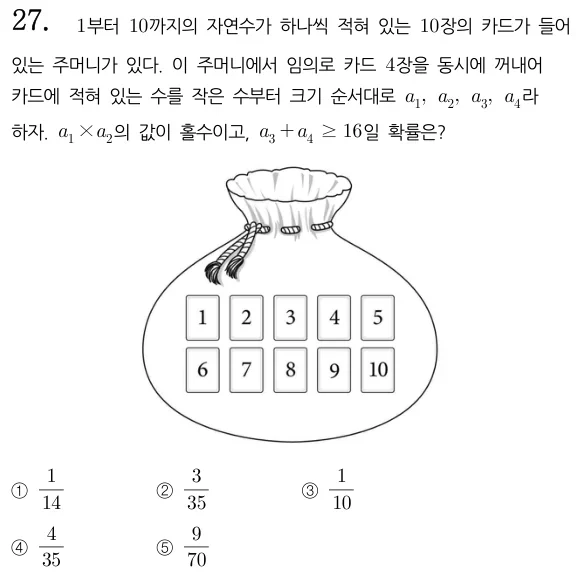 27. 1부터 10까지의 자연수가 하나씩 적혀 있는 10장의 카드가 들어
있는 주머니가 있다. 이 주머니에서 임의로 카드 4장을 동시에 꺼내어
카드에 적혀 있는 수를 작은 수부터 크기 순서대로 a₁, a₂, a₃, a₄라
하자. a₁×a₂의 값이 홀수이고, a₃+a₄ ≥ 16일 확률은?
1 2 3 4 5
6 7 8 9 10
① 1/14 ② 3/35 ③ 1/10
④ 4/35 ⑤ 9/70